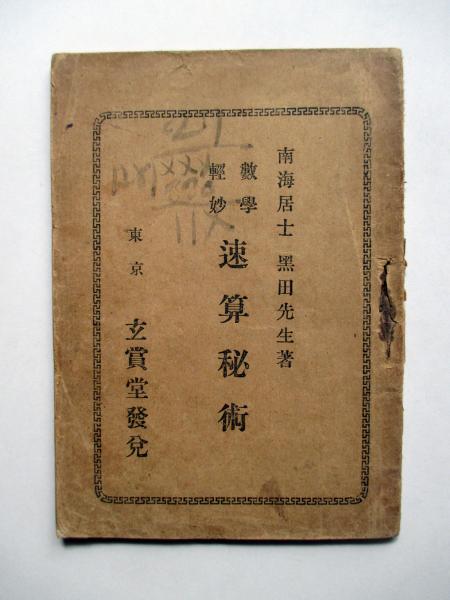 南海居士 黑田先生著
數學
輕妙
速算秘術
東京
玄賞堂發兌